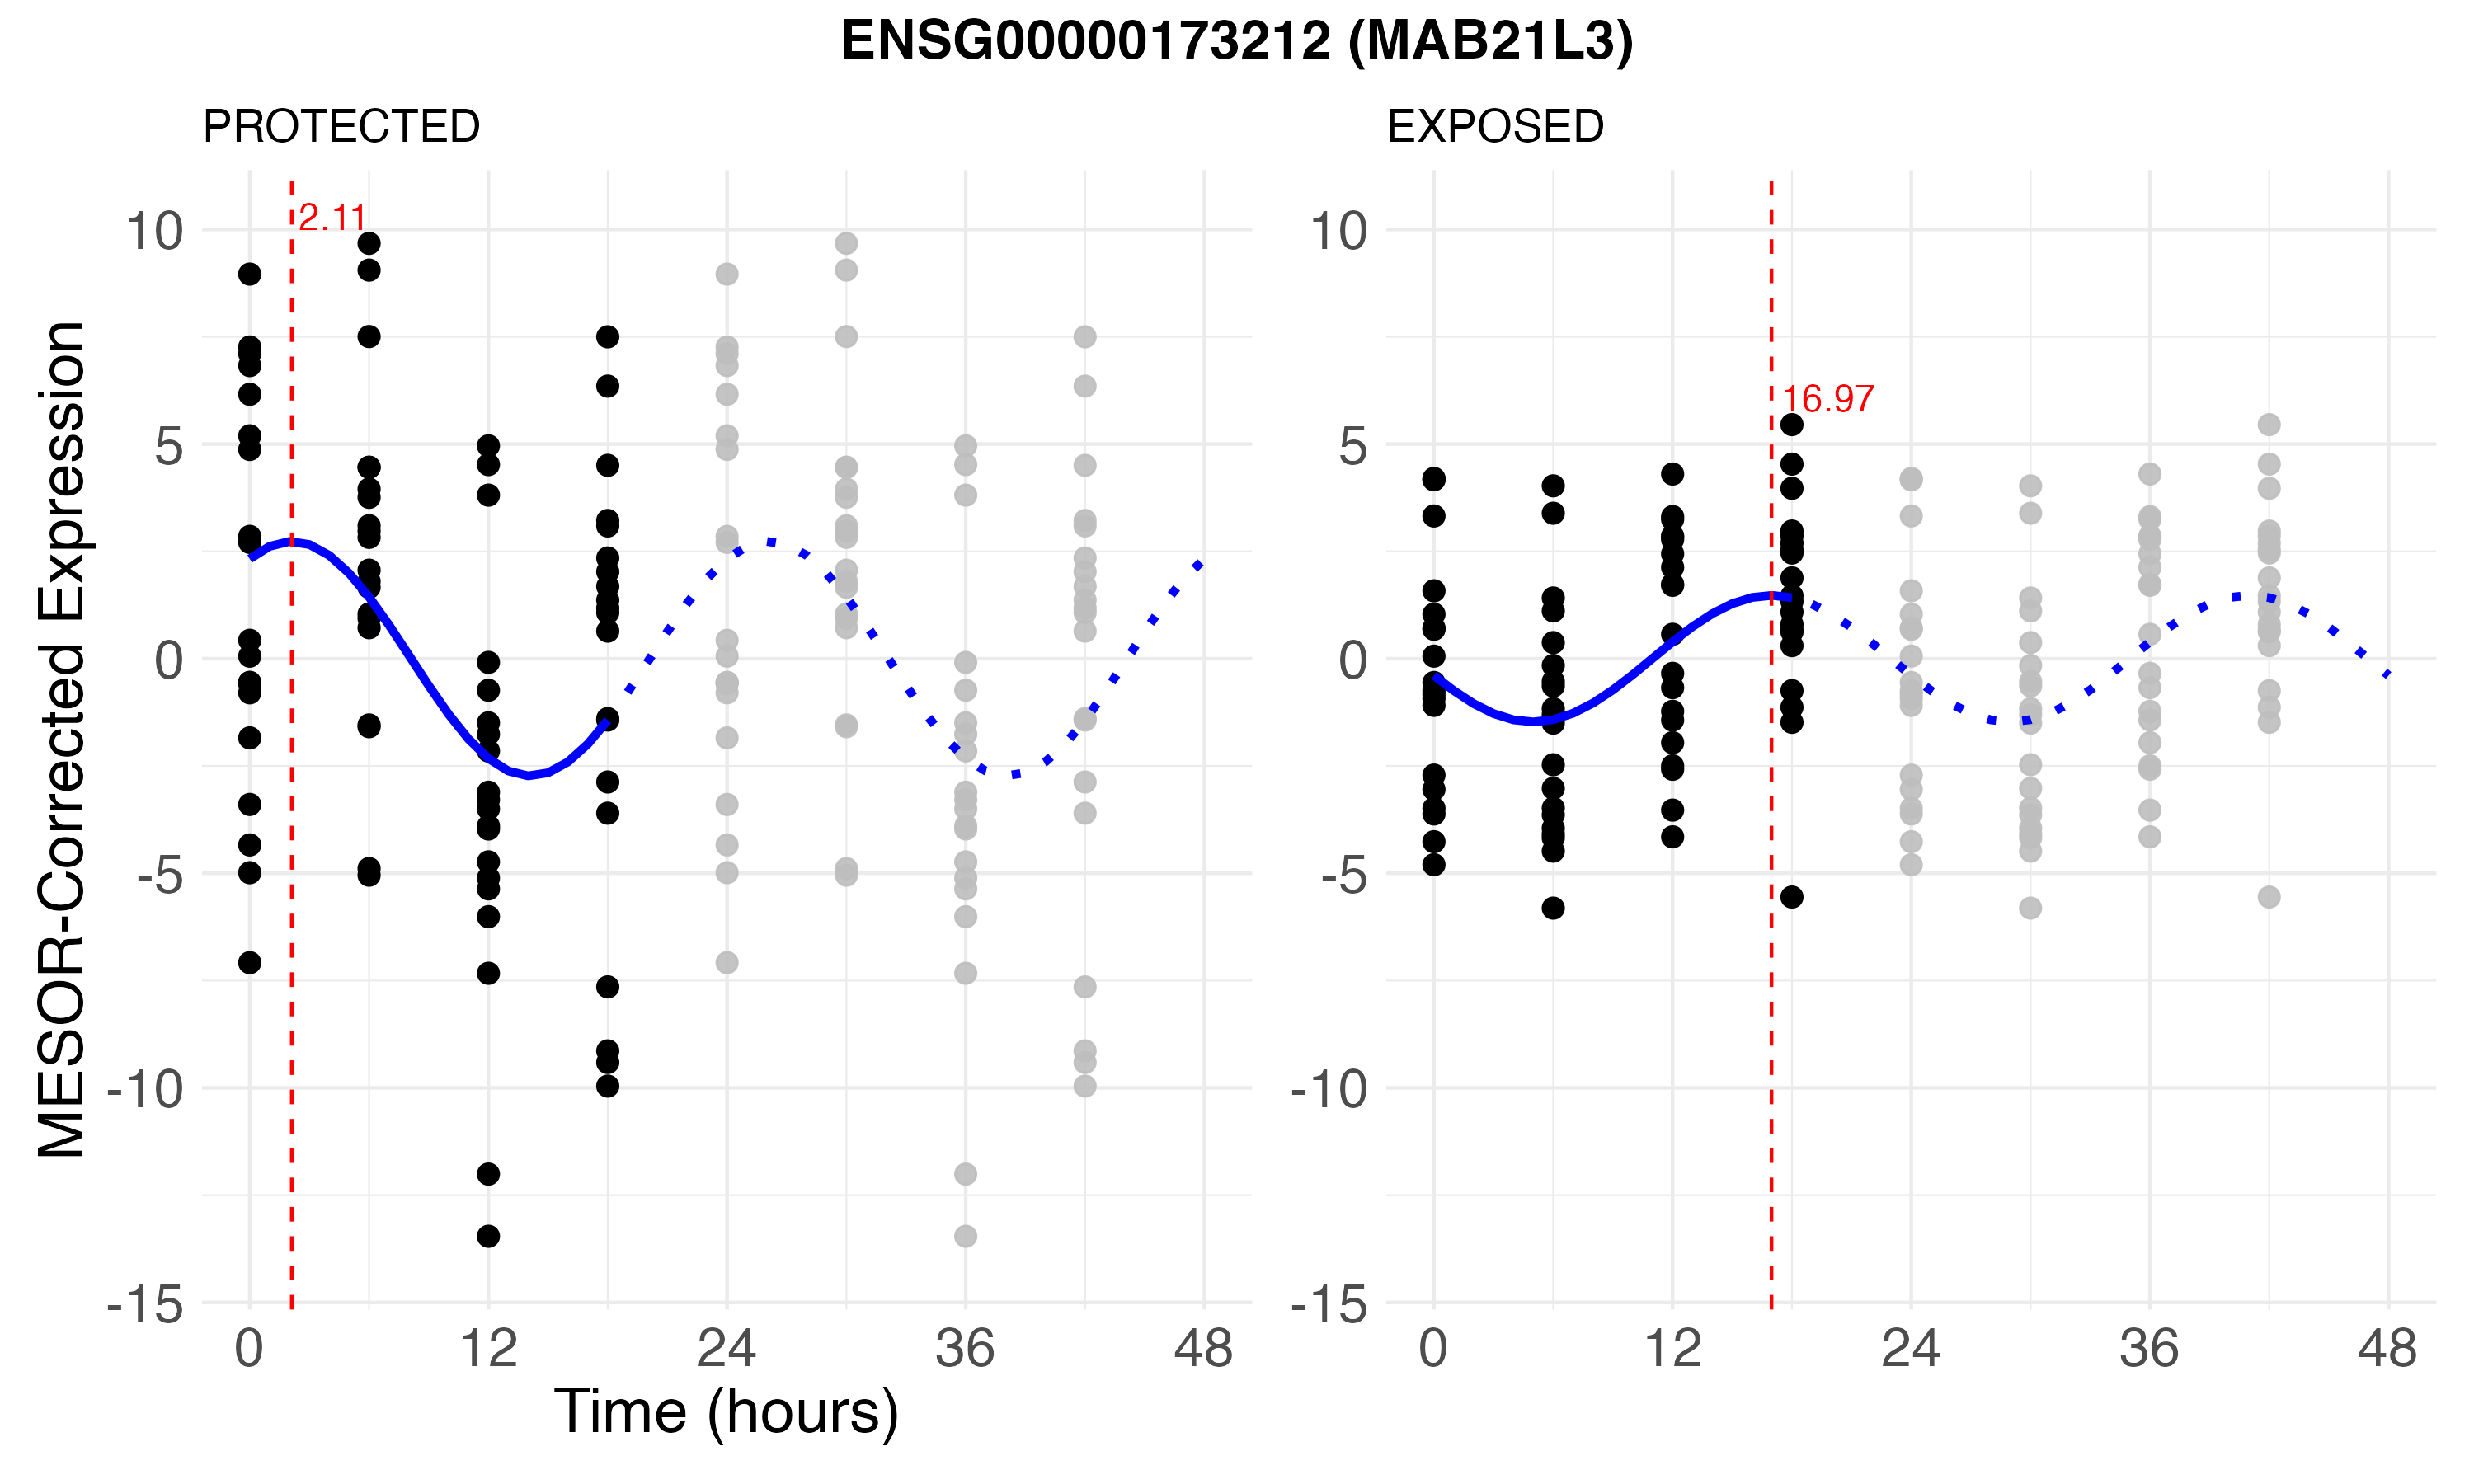 ENSG00000173212 (MAB21L3)
PROTECTED
EXPOSED
MESOR-Corrected Expression
10
5
0
-5
-10
-15
2.11
0 12 24 36 48
Time (hours)
10
5
0
-5
-10
-15
16.97
0 12 24 36 48